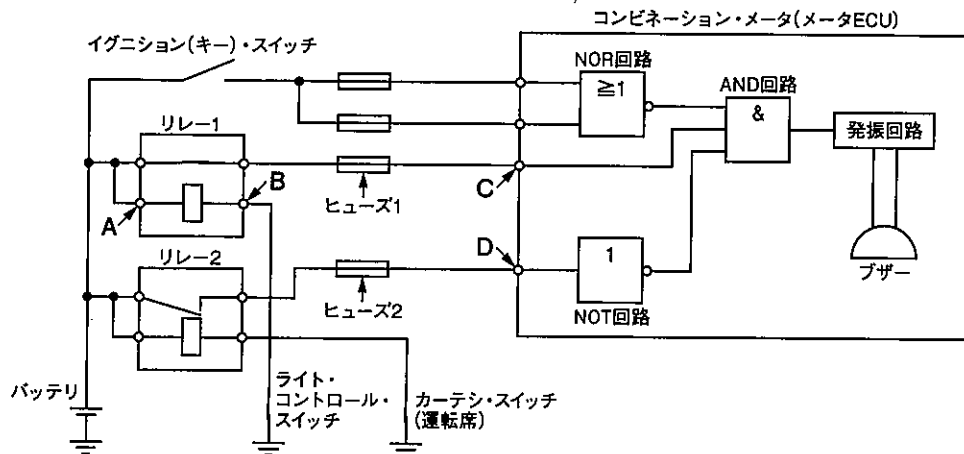 コンビネーション・メータ(メータECU)
イグニション(キー)・スイッチ
NOR回路
≧1
AND回路
&
発振回路
リレー1
B
A
ヒューズ1
C
D
1
NOT回路
ブザー
リレー2
ヒューズ2
バッテリ
ライト・
コントロール・
スイッチ
カーテシ・スイッチ
(運転席)